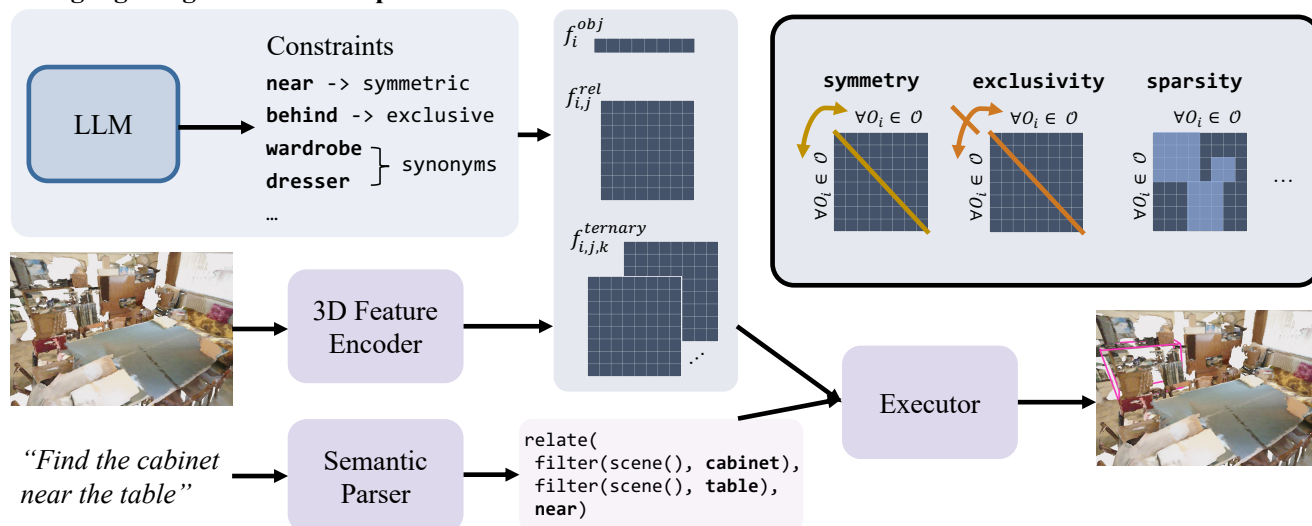 LLM
Constraints
near -> symmetric
behind -> exclusive
wardrobe
dresser
synonyms
…
f_i^{obj}
f_{i,j}^{rel}
f_{i,j,k}^{ternary}
…
symmetry
∀O_i ∈ O
∀O_i ∈ O
exclusivity
∀O_i ∈ O
∀O_i ∈ O
sparsity
∀O_i ∈ O
∀O_i ∈ O
…
3D Feature
Encoder
Executor
“Find the cabinet
near the table”
Semantic
Parser
relate(
filter(scene(), cabinet),
filter(scene(), table),
near)